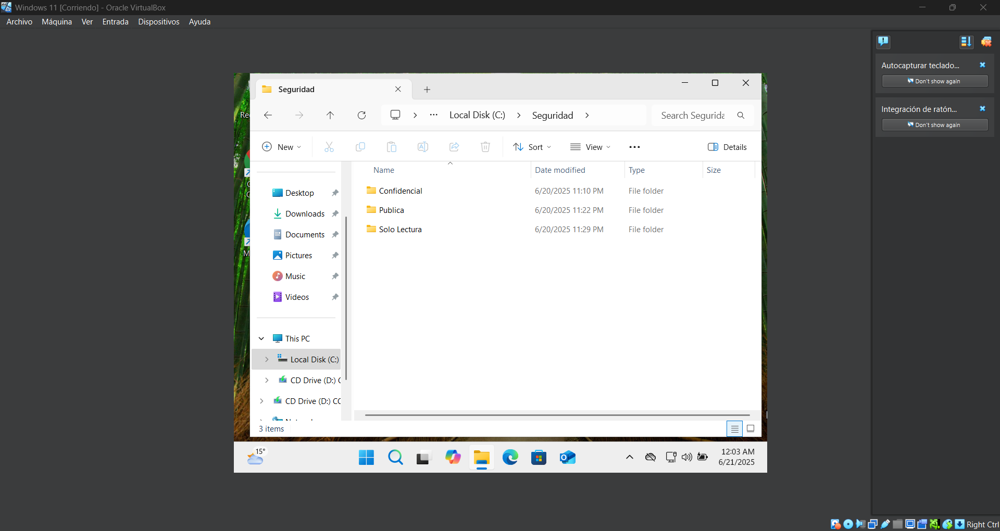 Windows 11 [Corriendo] - Oracle VirtualBox
Archivo Máquina Ver Entrada Dispositivos Ayuda
Autocapturar teclado...
Don't show again
Integración de ratón...
Don't show again
Seguridad
Local Disk (C:) Seguridad
Search Segurida
New Sort View Details
Name Date modified Type Size
Confidencial 6/20/2025 11:10 PM File folder
Publica 6/20/2025 11:22 PM File folder
Solo Lectura 6/20/2025 11:29 PM File folder
Desktop
Downloads
Documents
Pictures
Music
Videos
This PC
Local Disk (C:)
CD Drive (D:) C
CD Drive (D:) CC
3 items
15°
12:03 AM
6/21/2025
Right Ctrl